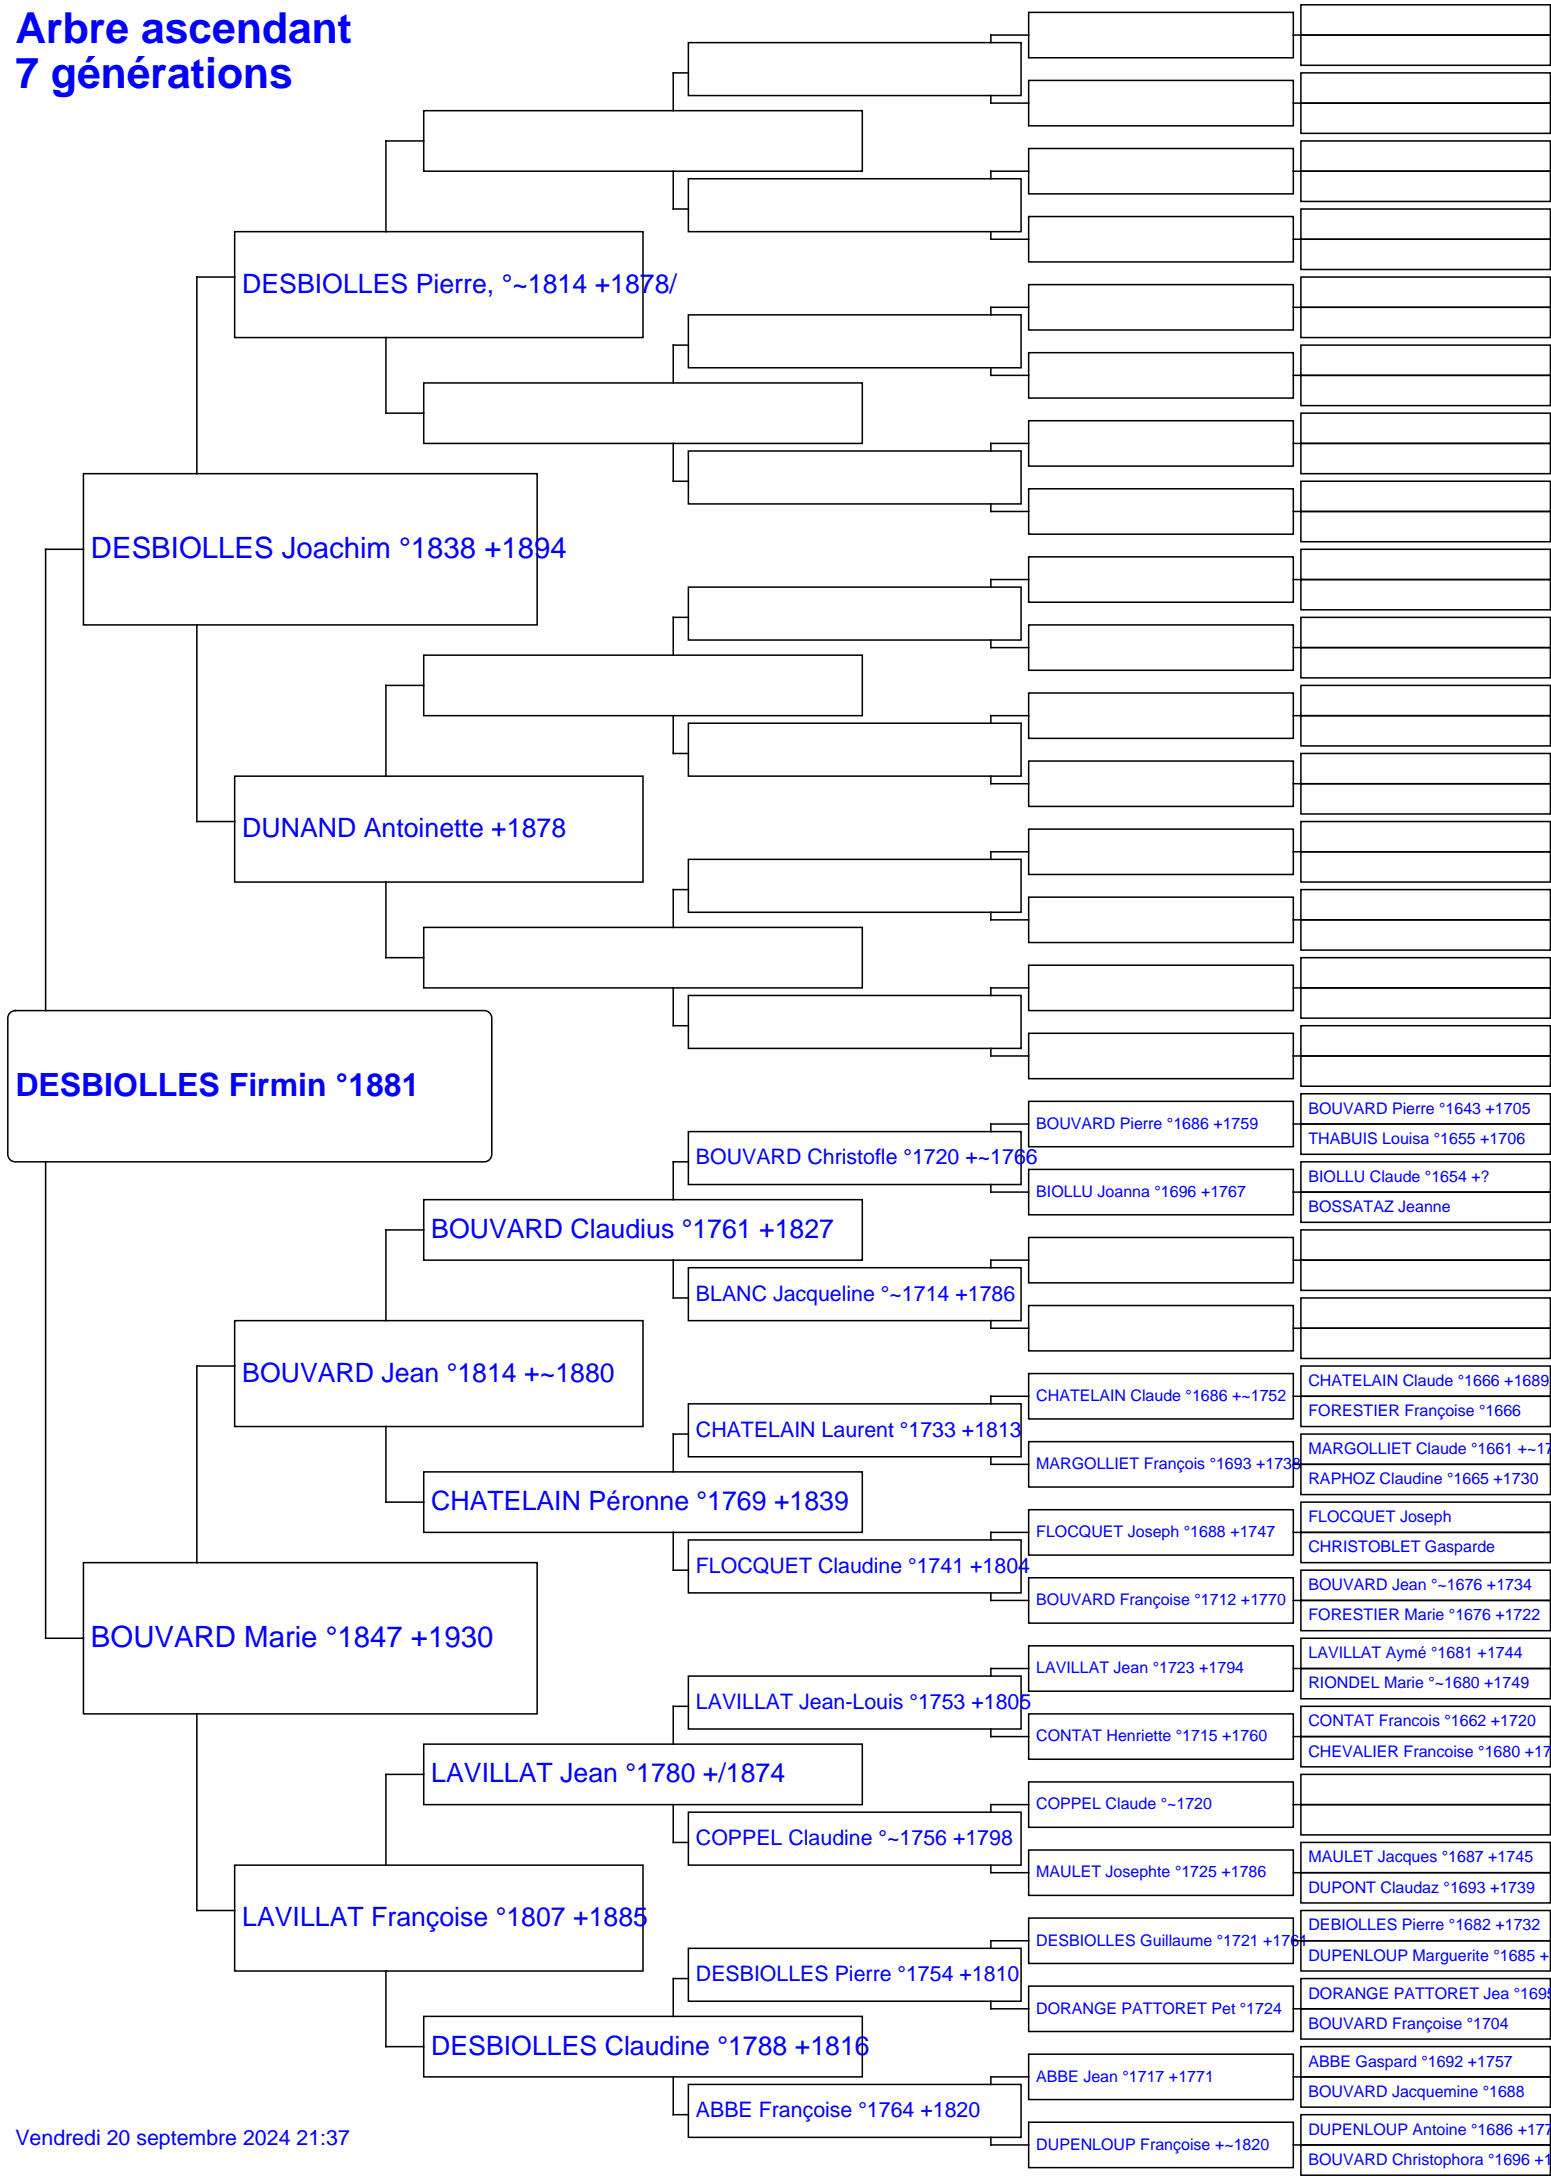 Arbre ascendant
7 générations
DESBIOLLES Pierre, °~1814 +1878/
DESBIOLLES Joachim °1838 +1894
DUNAND Antoinette +1878
DESBIOLLES Firmin °1881
BOUVARD Pierre °1643 +1705
BOUVARD Pierre °1686 +1759
THABUIS Louisa °1655 +1706
BOUVARD Christofle °1720 +~1766
BIOLLU Claude °1654 +?
BIOLLU Joanna °1696 +1767
BOSSATAZ Jeanne
BOUVARD Claudius °1761 +1827
BLANC Jacqueline °~1714 +1786
BOUVARD Jean °1814 +~1880
CHATELAIN Claude °1666 +1689
CHATELAIN Claude °1686 +~1752
FORESTIER Françoise °1666
CHATELAIN Laurent °1733 +1813
MARGOLLIET Claude °1661 +~17
MARGOLLIET François °1693 +1738
RAPHOZ Claudine °1665 +1730
CHATELAIN Péronne °1769 +1839
FLOCQUET Joseph
FLOCQUET Joseph °1688 +1747
CHRISTOBLET Gasparde
FLOCQUET Claudine °1741 +1804
BOUVARD Jean °~1676 +1734
BOUVARD Françoise °1712 +1770
FORESTIER Marie °1676 +1722
BOUVARD Marie °1847 +1930
LAVILLAT Aymé °1681 +1744
LAVILLAT Jean °1723 +1794
RIONDEL Marie °~1680 +1749
LAVILLAT Jean-Louis °1753 +1805
CONTAT Francois °1662 +1720
CONTAT Henriette °1715 +1760
CHEVALIER Francoise °1680 +17
LAVILLAT Jean °1780 +/1874
COPPEL Claude °~1720
COPPEL Claudine °~1756 +1798
MAULET Jacques °1687 +1745
MAULET Josephte °1725 +1786
DUPONT Claudaz °1693 +1739
LAVILLAT Françoise °1807 +1885
DEBIOLLES Pierre °1682 +1732
DESBIOLLES Guillaume °1721 +1761
DUPENLOUP Marguerite °1685 +
DESBIOLLES Pierre °1754 +1810
DORANGE PATTORET Jea °1695
DORANGE PATTORET Pet °1724
BOUVARD Françoise °1704
DESBIOLLES Claudine °1788 +1816
ABBE Gaspard °1692 +1757
ABBE Jean °1717 +1771
BOUVARD Jacquemine °1688
ABBE Françoise °1764 +1820
DUPENLOUP Antoine °1686 +177
DUPENLOUP Françoise +~1820
BOUVARD Christophora °1696 +1
Vendredi 20 septembre 2024 21:37